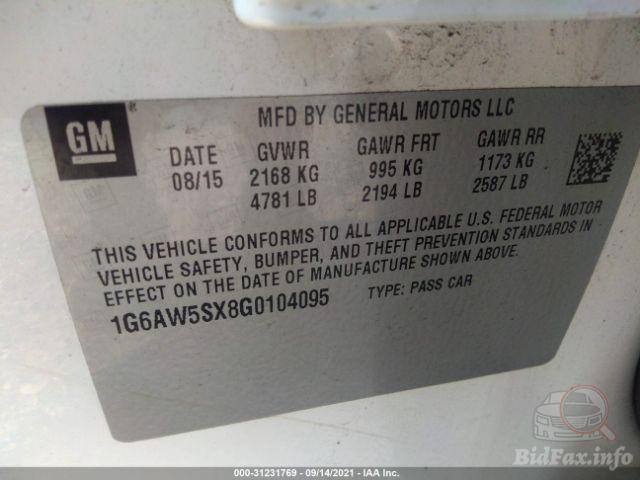 GM
MFD BY GENERAL MOTORS LLC
DATE GVWR GAWR FRT GAWR RR
08/15 2168 KG 995 KG 1173 KG
4781 LB 2194 LB 2587 LB
THIS VEHICLE CONFORMS TO ALL APPLICABLE U.S. FEDERAL MOTOR
VEHICLE SAFETY, BUMPER, AND THEFT PREVENTION STANDARDS IN
EFFECT ON THE DATE OF MANUFACTURE SHOWN ABOVE.
1G6AW5SX8G0104095 TYPE: PASS CAR
BidFax.info
000-31231769 - 09/14/2021 - IAA Inc.